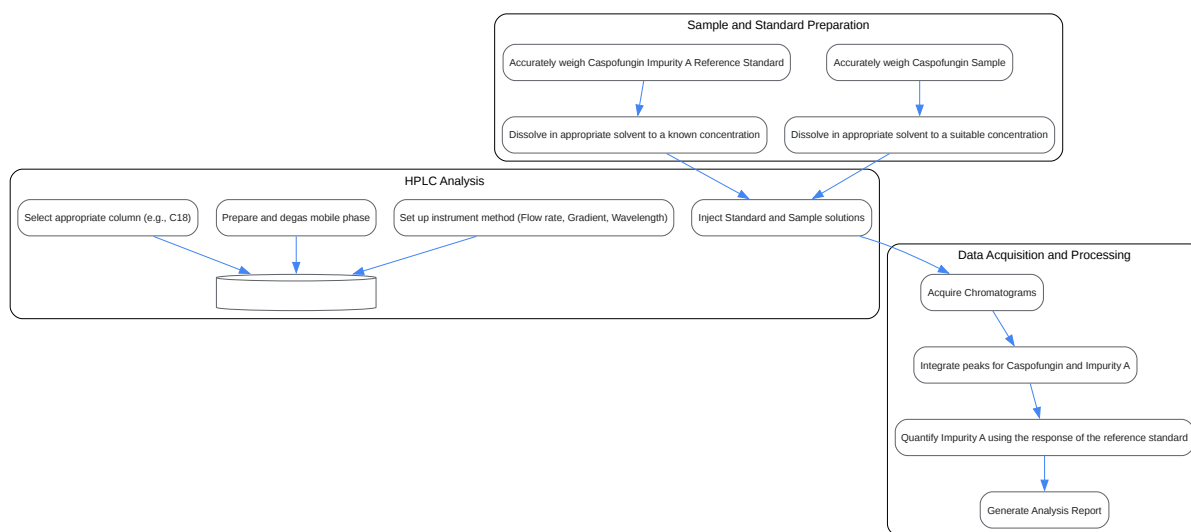 Sample and Standard Preparation
Accurately weigh Caspofungin Impurity A Reference Standard
Accurately weigh Caspofungin Sample
Dissolve in appropriate solvent to a known concentration
Dissolve in appropriate solvent to a suitable concentration
HPLC Analysis
Select appropriate column (e.g., C18)
Prepare and degas mobile phase
Set up instrument method (Flow rate, Gradient, Wavelength)
Inject Standard and Sample solutions
Data Acquisition and Processing
Acquire Chromatograms
Integrate peaks for Caspofungin and Impurity A
Quantify Impurity A using the response of the reference standard
Generate Analysis Report